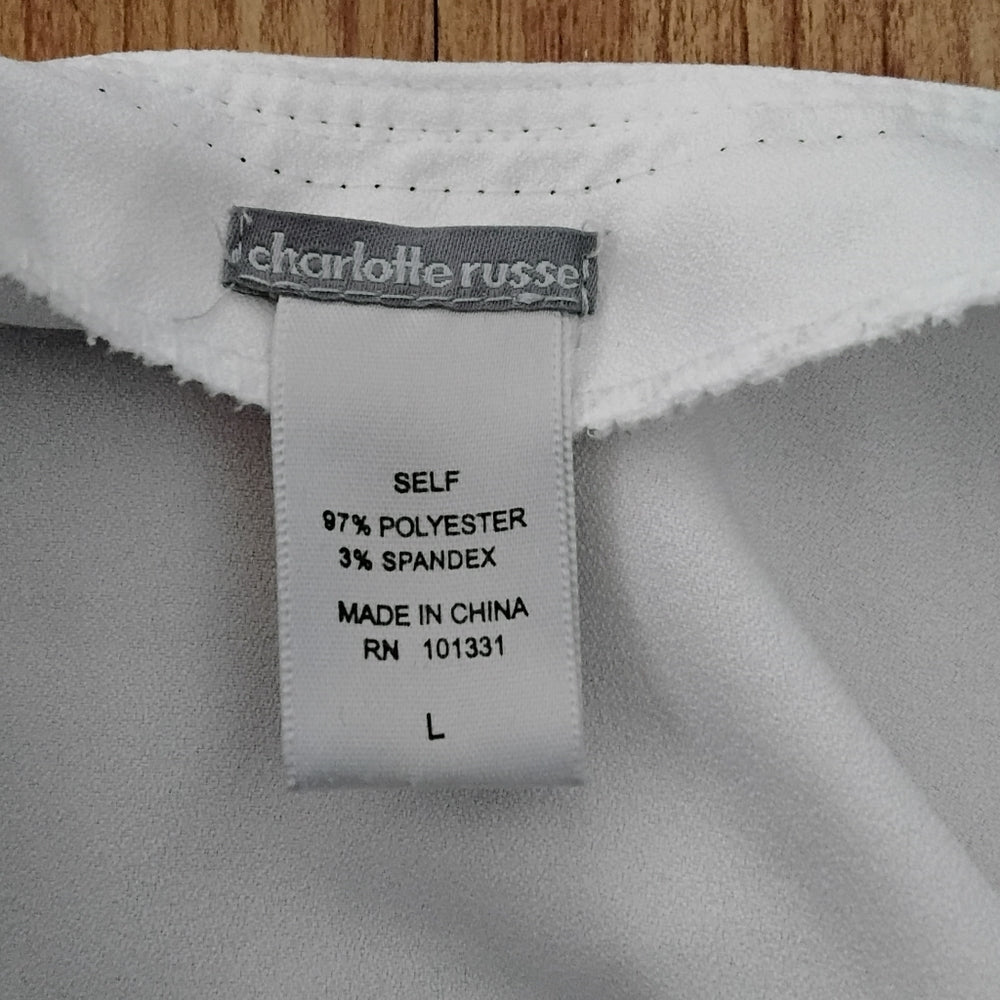 charlotte russe
SELF
97% POLYESTER
3% SPANDEX
MADE IN CHINA
RN 101331
L